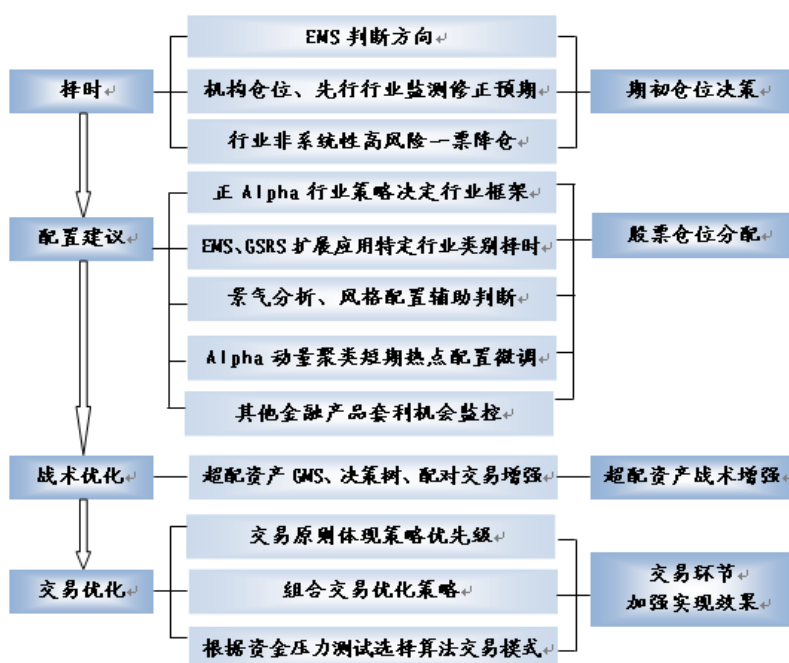 EMS 判断方向
择时
机构仓位、先行行业监测修正预期
期初仓位决策
行业非系统性高风险一票降仓
正 Alpha 行业策略决定行业框架
配置建议
EMS、GSRS 扩展应用特定行业类别择时
股票仓位分配
景气分析、风格配置辅助判断
Alpha 动量聚类短期热点配置微调
其他金融产品套利机会监控
战术优化
超配资产 GMS、决策树、配对交易增强
超配资产战术增强
交易原则体现策略优先级
交易优化
组合交易优化策略
交易环节
加强实现效果
根据资金压力测试选择算法交易模式